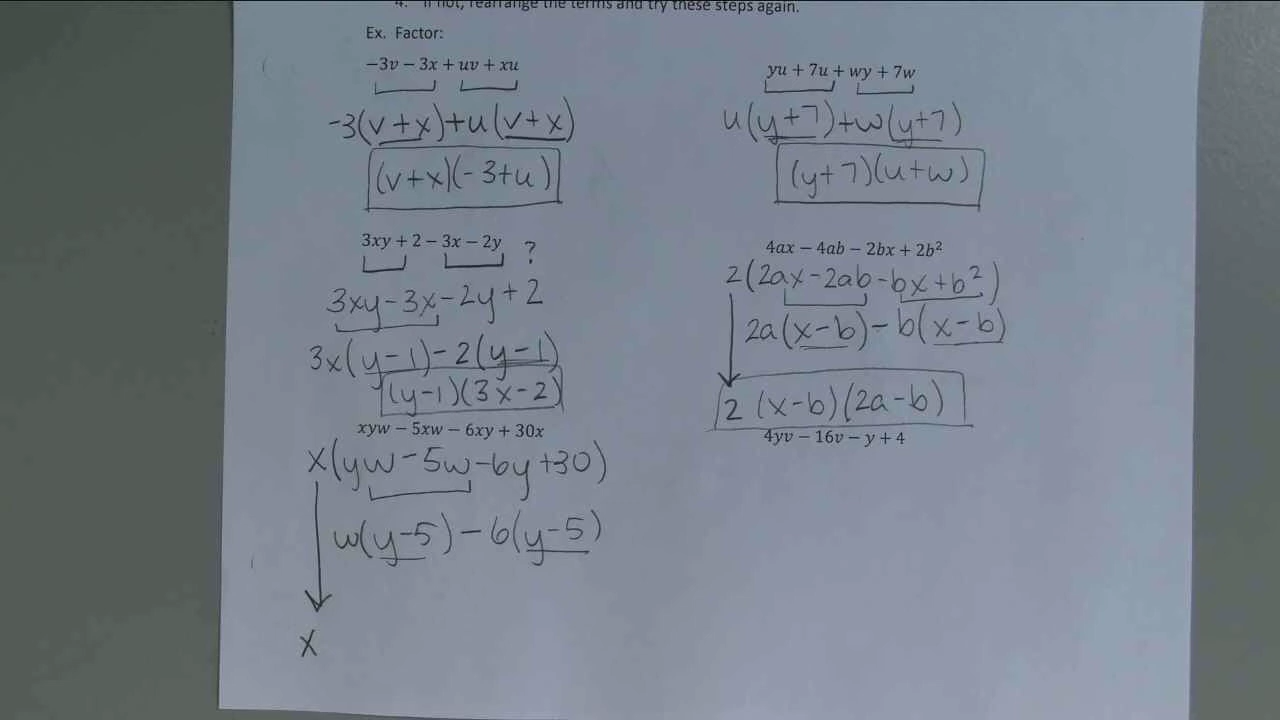 4. If not, rearrange the terms and try these steps again.
Ex. Factor:
−3v − 3x + uv + xu
-3(v+x)+u(v+x)
(v+x)(-3+u)
3xy + 2 − 3x − 2y ?
3xy-3x-2y+2
3x(y-1)-2(y-1)
(y-1)(3x-2)
xyw − 5xw − 6xy + 30x
x(yw-5w-6y+30)
w(y-5)-6(y-5)
x
yu + 7u + wy + 7w
u(y+7)+w(y+7)
(y+7)(u+w)
4ax − 4ab − 2bx + 2b²
2(2ax-2ab-bx+b²)
2a(x-b)-b(x-b)
2 (x-b)(2a-b)
4yv − 16v − y + 4